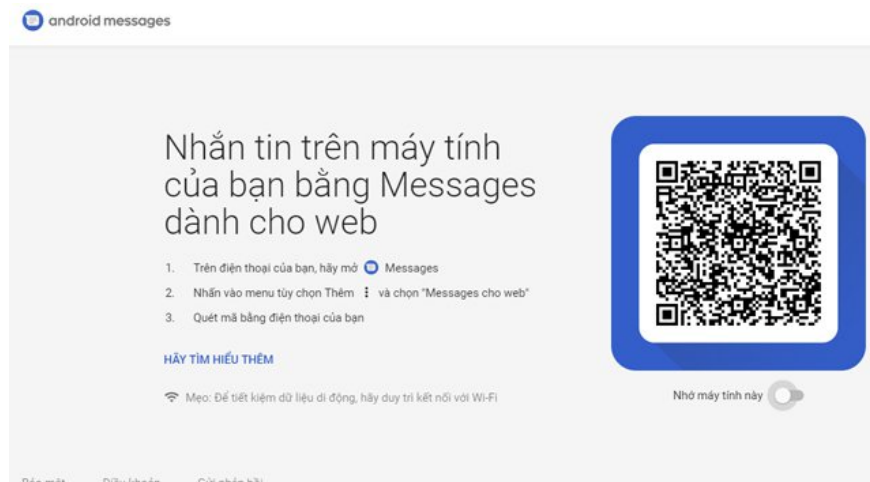 android messages
Nhắn tin trên máy tính
của bạn bằng Messages
dành cho web
1. Trên điện thoại của bạn, hãy mở Messages
2. Nhấn vào menu tùy chọn Thêm ⋮ và chọn "Messages cho web"
3. Quét mã bằng điện thoại của bạn
HÃY TÌM HIỂU THÊM
Mẹo: Để tiết kiệm dữ liệu di động, hãy duy trì kết nối với Wi-Fi
Nhớ máy tính này